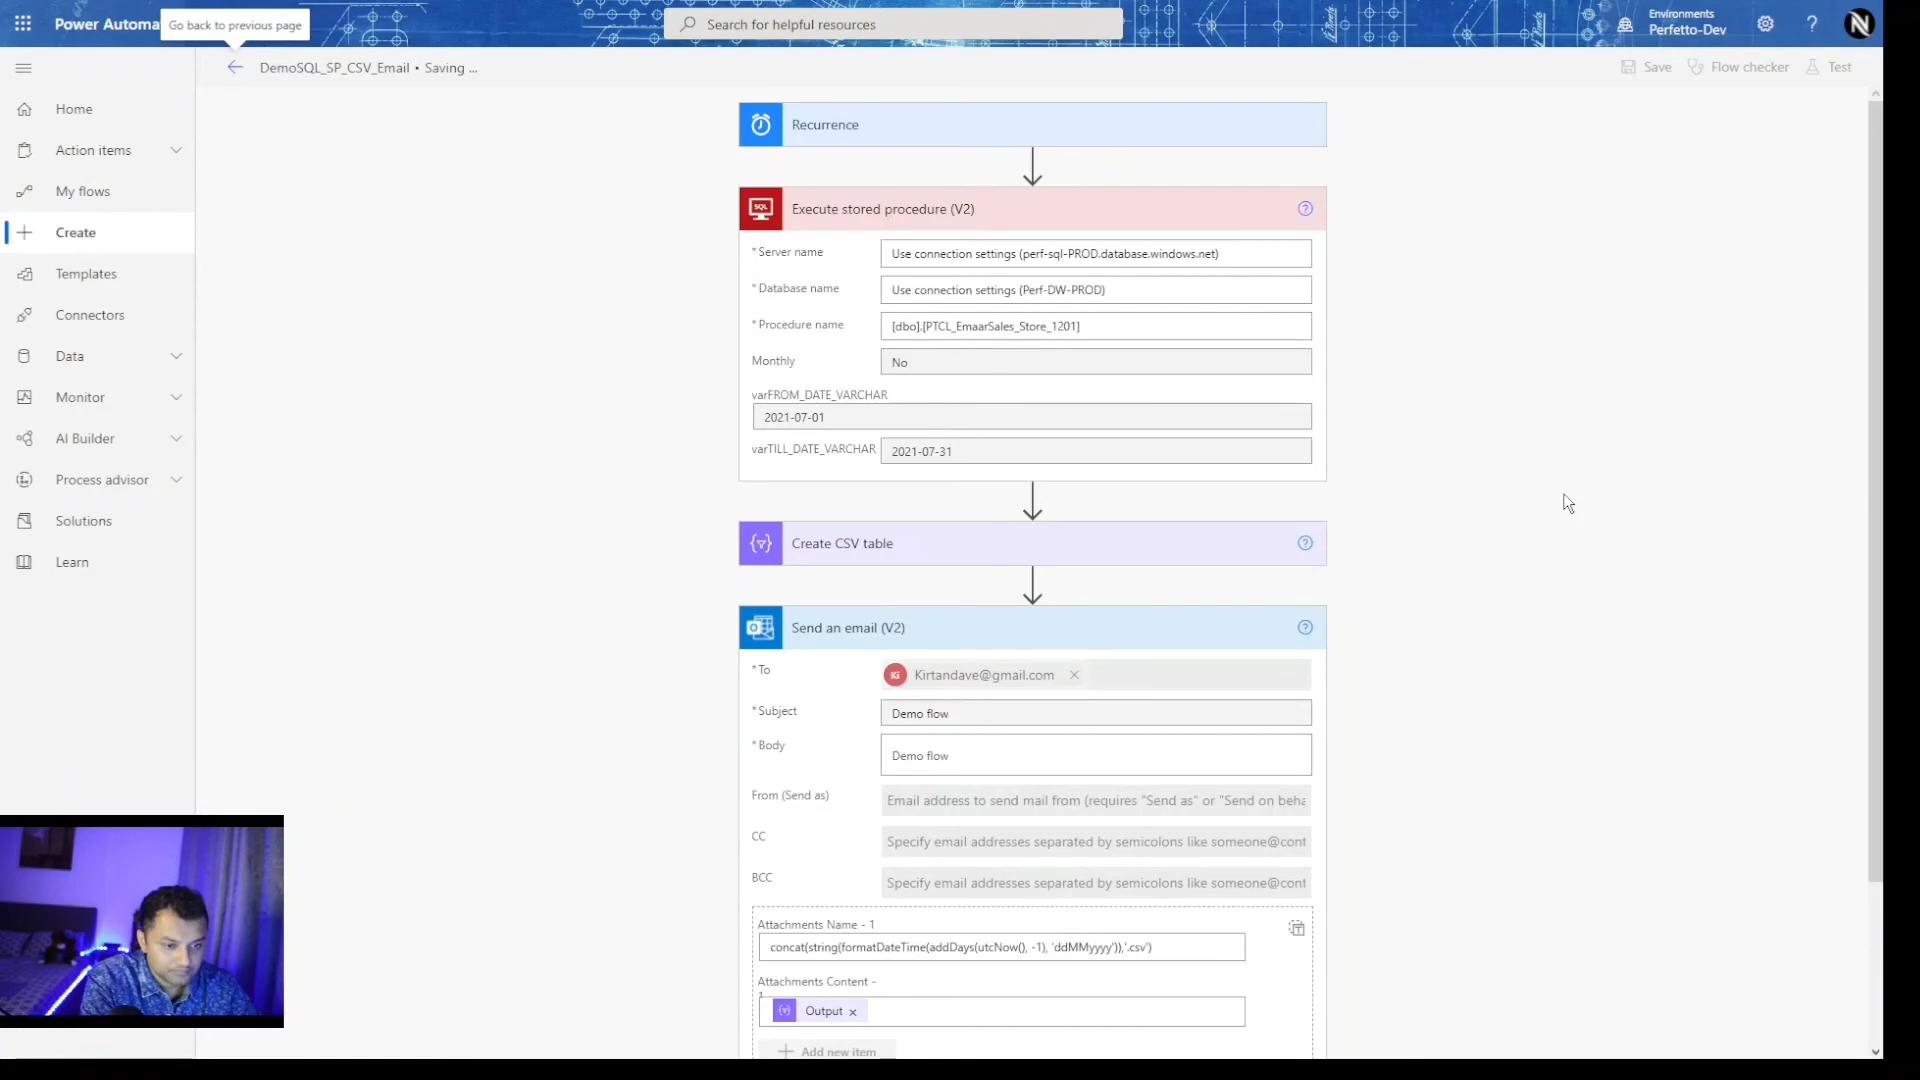 Power Automa
Go back to previous page
Search for helpful resources
Environments
Perfetto-Dev
?
N
DemoSQL_SP_CSV_Email • Saving ...
Save
Flow checker
Test
Home
Action items
My flows
Create
Templates
Connectors
Data
Monitor
AI Builder
Process advisor
Solutions
Learn
Recurrence
SQL
Execute stored procedure (V2)
?
* Server name
Use connection settings (perf-sql-PROD.database.windows.net)
* Database name
Use connection settings (Perf-DW-PROD)
* Procedure name
[dbo].[PTCL_EmaarSales_Store_1201]
Monthly
No
varFROM_DATE_VARCHAR
2021-07-01
varTILL_DATE_VARCHAR
2021-07-31
Create CSV table
?
Send an email (V2)
?
* To
Ki
Kirtandave@gmail.com
* Subject
Demo flow
* Body
Demo flow
From (Send as)
Email address to send mail from (requires "Send as" or "Send on beha
CC
Specify email addresses separated by semicolons like someone@cont
BCC
Specify email addresses separated by semicolons like someone@cont
Attachments Name - 1
concat(string(formatDateTime(addDays(utcNow(), -1), 'ddMMyyyy')),'.csv')
Attachments Content -
1
Output
Add new item